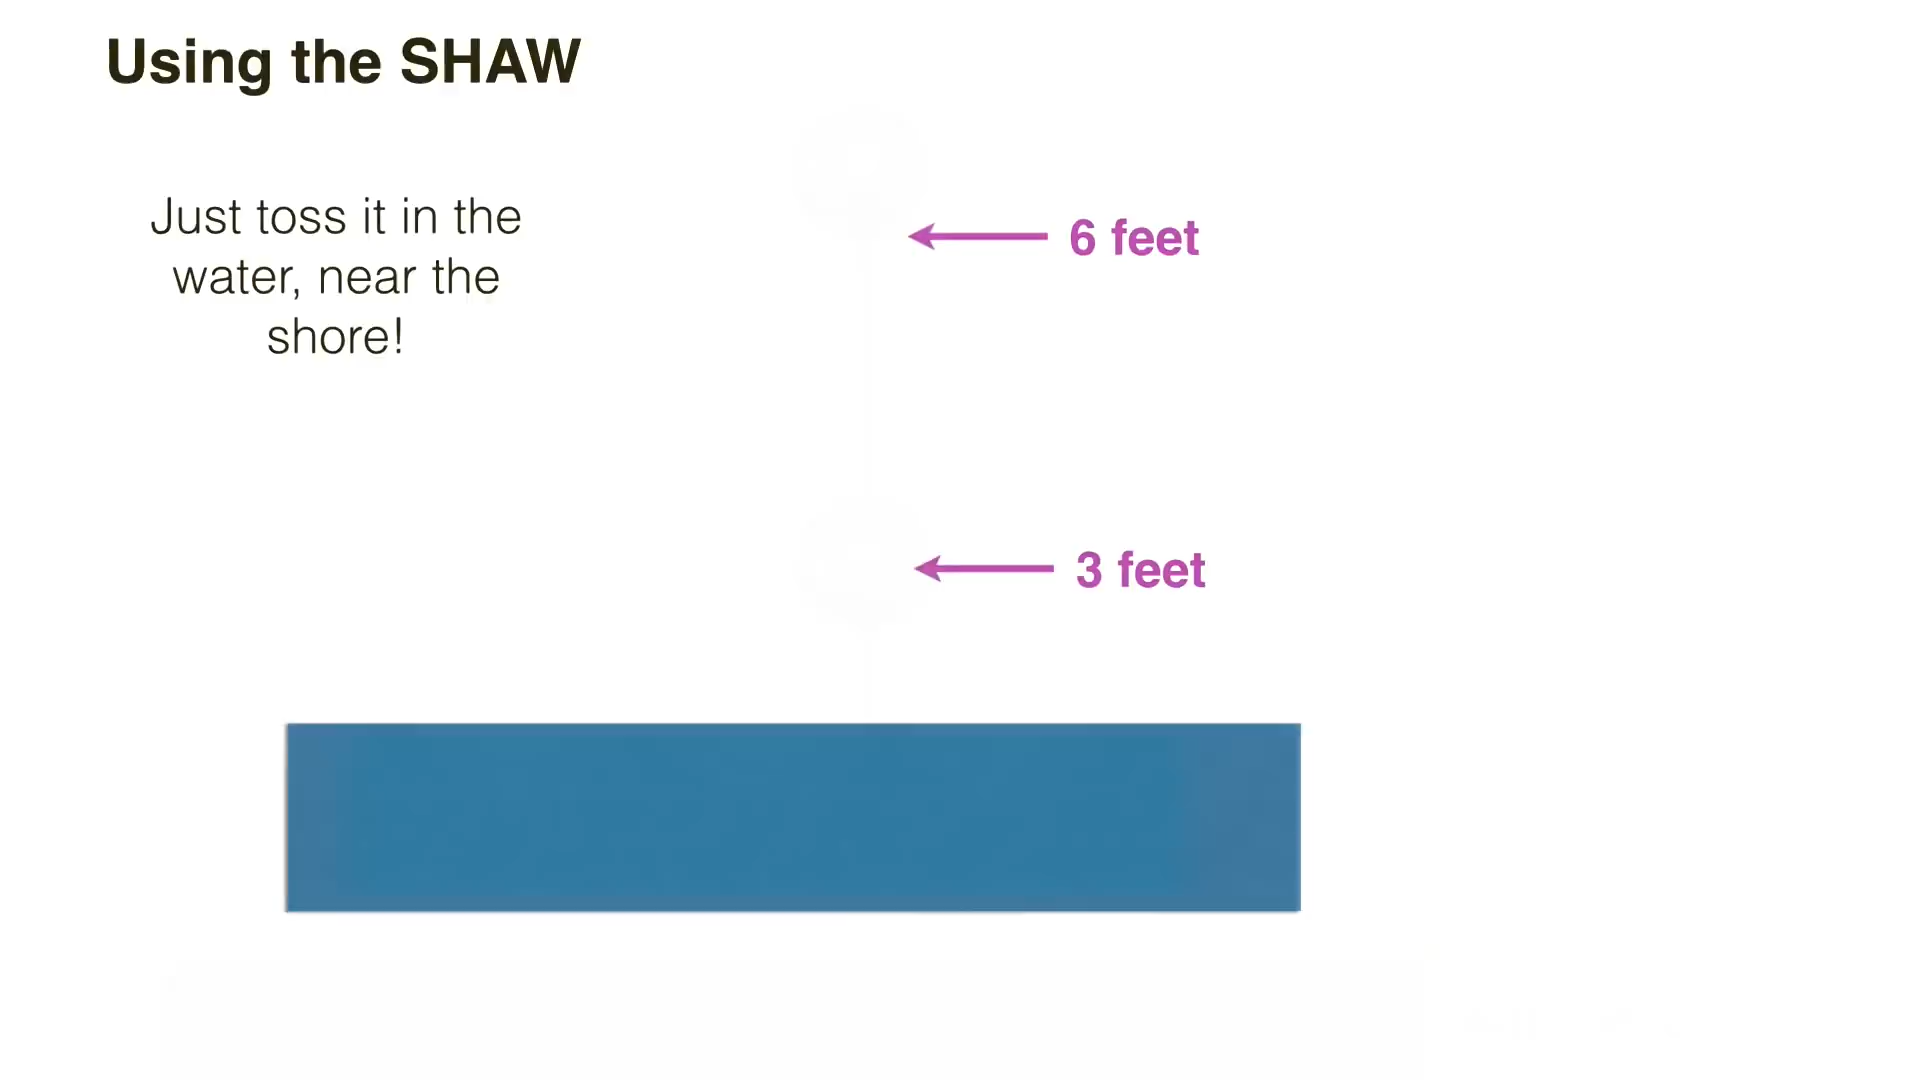 Using the SHAW
Just toss it in the
water, near the
shore!
6 feet
3 feet